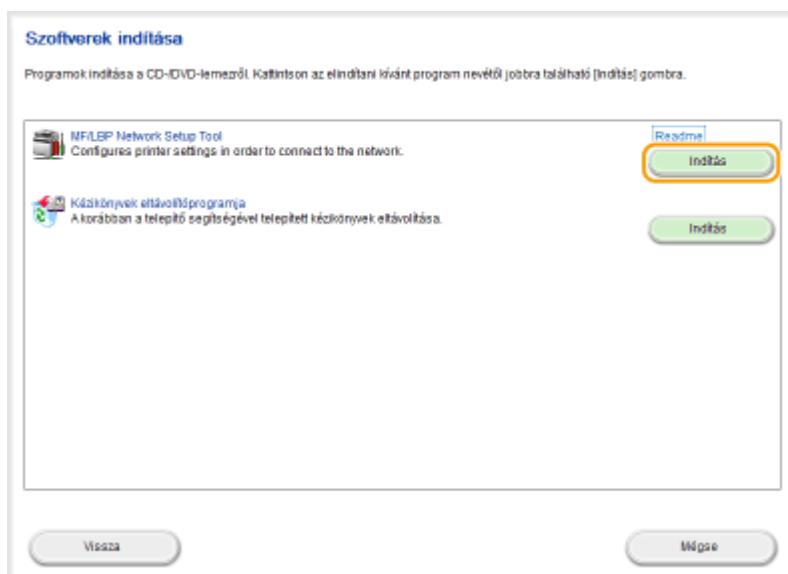 Szoftverek indítása
Programok indítása a CD-/DVD-lemezről. Kattintson az elindítani kívánt program nevétől jobbra található [Indítás] gombra.
MF/LBP Network Setup Tool
Readme
Configures printer settings in order to connect to the network.
Indítás
Kézikönyvek eltávolítóprogramja
A korábban a telepítő segítségével telepített kézikönyvek eltávolítása.
Indítás
Vissza
Mégse